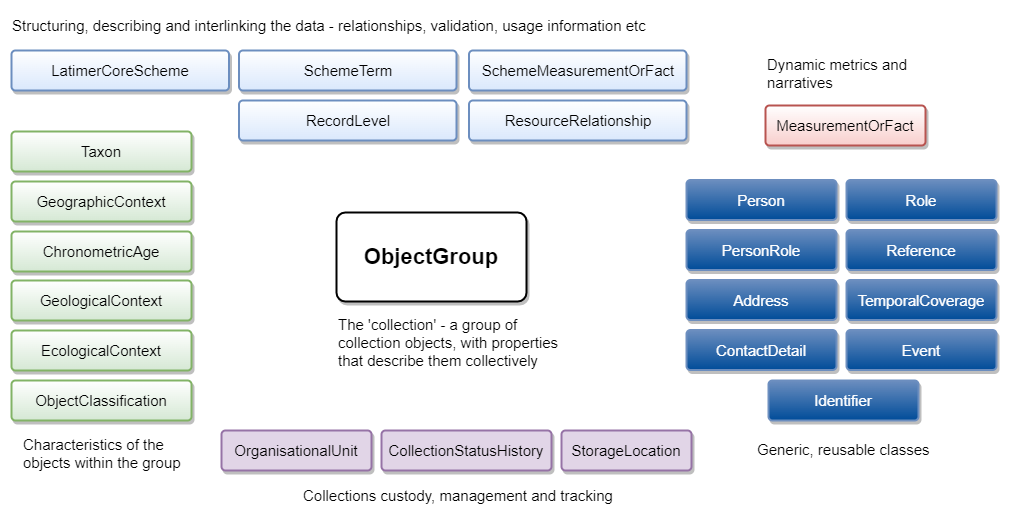 Structuring, describing and interlinking the data - relationships, validation, usage information etc
LatimerCoreScheme
SchemeTerm
SchemeMeasurementOrFact
RecordLevel
ResourceRelationship
Dynamic metrics and
narratives
MeasurementOrFact
Taxon
GeographicContext
ChronometricAge
GeologicalContext
EcologicalContext
ObjectClassification
Characteristics of the
objects within the group
ObjectGroup
The 'collection' - a group of
collection objects, with properties
that describe them collectively
Person
Role
PersonRole
Reference
Address
TemporalCoverage
ContactDetail
Event
Identifier
Generic, reusable classes
OrganisationalUnit
CollectionStatusHistory
StorageLocation
Collections custody, management and tracking